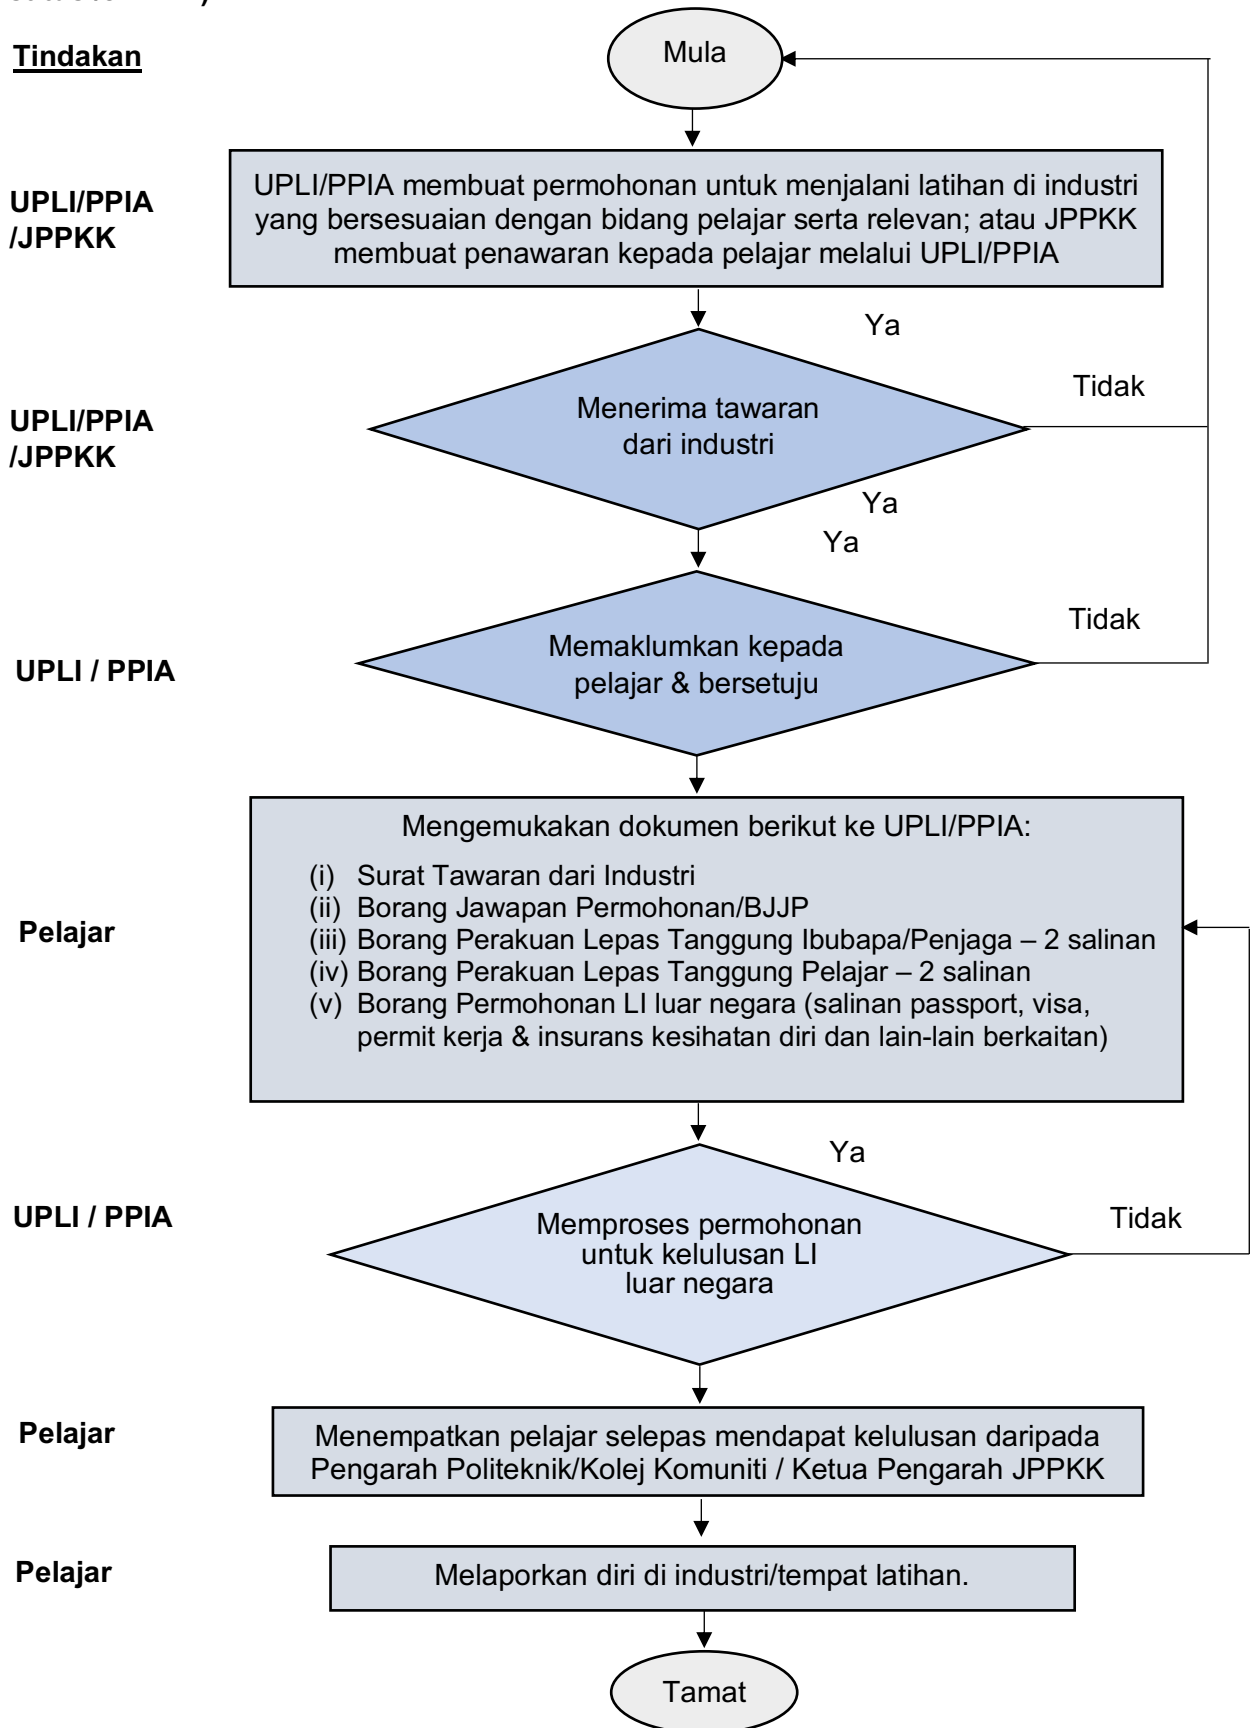 Tindakan
Mula
UPLI/PPIA
/JPPKK
UPLI/PPIA membuat permohonan untuk menjalani latihan di industri
yang bersesuaian dengan bidang pelajar serta relevan; atau JPPKK
membuat penawaran kepada pelajar melalui UPLI/PPIA
Ya
Tidak
UPLI/PPIA
/JPPKK
Menerima tawaran
dari industri
Ya
Ya
Tidak
UPLI / PPIA
Memaklumkan kepada
pelajar & bersetuju
Pelajar
Mengemukakan dokumen berikut ke UPLI/PPIA:
(i) Surat Tawaran dari Industri
(ii) Borang Jawapan Permohonan/BJJP
(iii) Borang Perakuan Lepas Tanggung Ibubapa/Penjaga – 2 salinan
(iv) Borang Perakuan Lepas Tanggung Pelajar – 2 salinan
(v) Borang Permohonan LI luar negara (salinan passport, visa,
permit kerja & insurans kesihatan diri dan lain-lain berkaitan)
Ya
Tidak
UPLI / PPIA
Memproses permohonan
untuk kelulusan LI
luar negara
Pelajar
Menempatkan pelajar selepas mendapat kelulusan daripada
Pengarah Politeknik/Kolej Komuniti / Ketua Pengarah JPPKK
Pelajar
Melaporkan diri di industri/tempat latihan.
Tamat